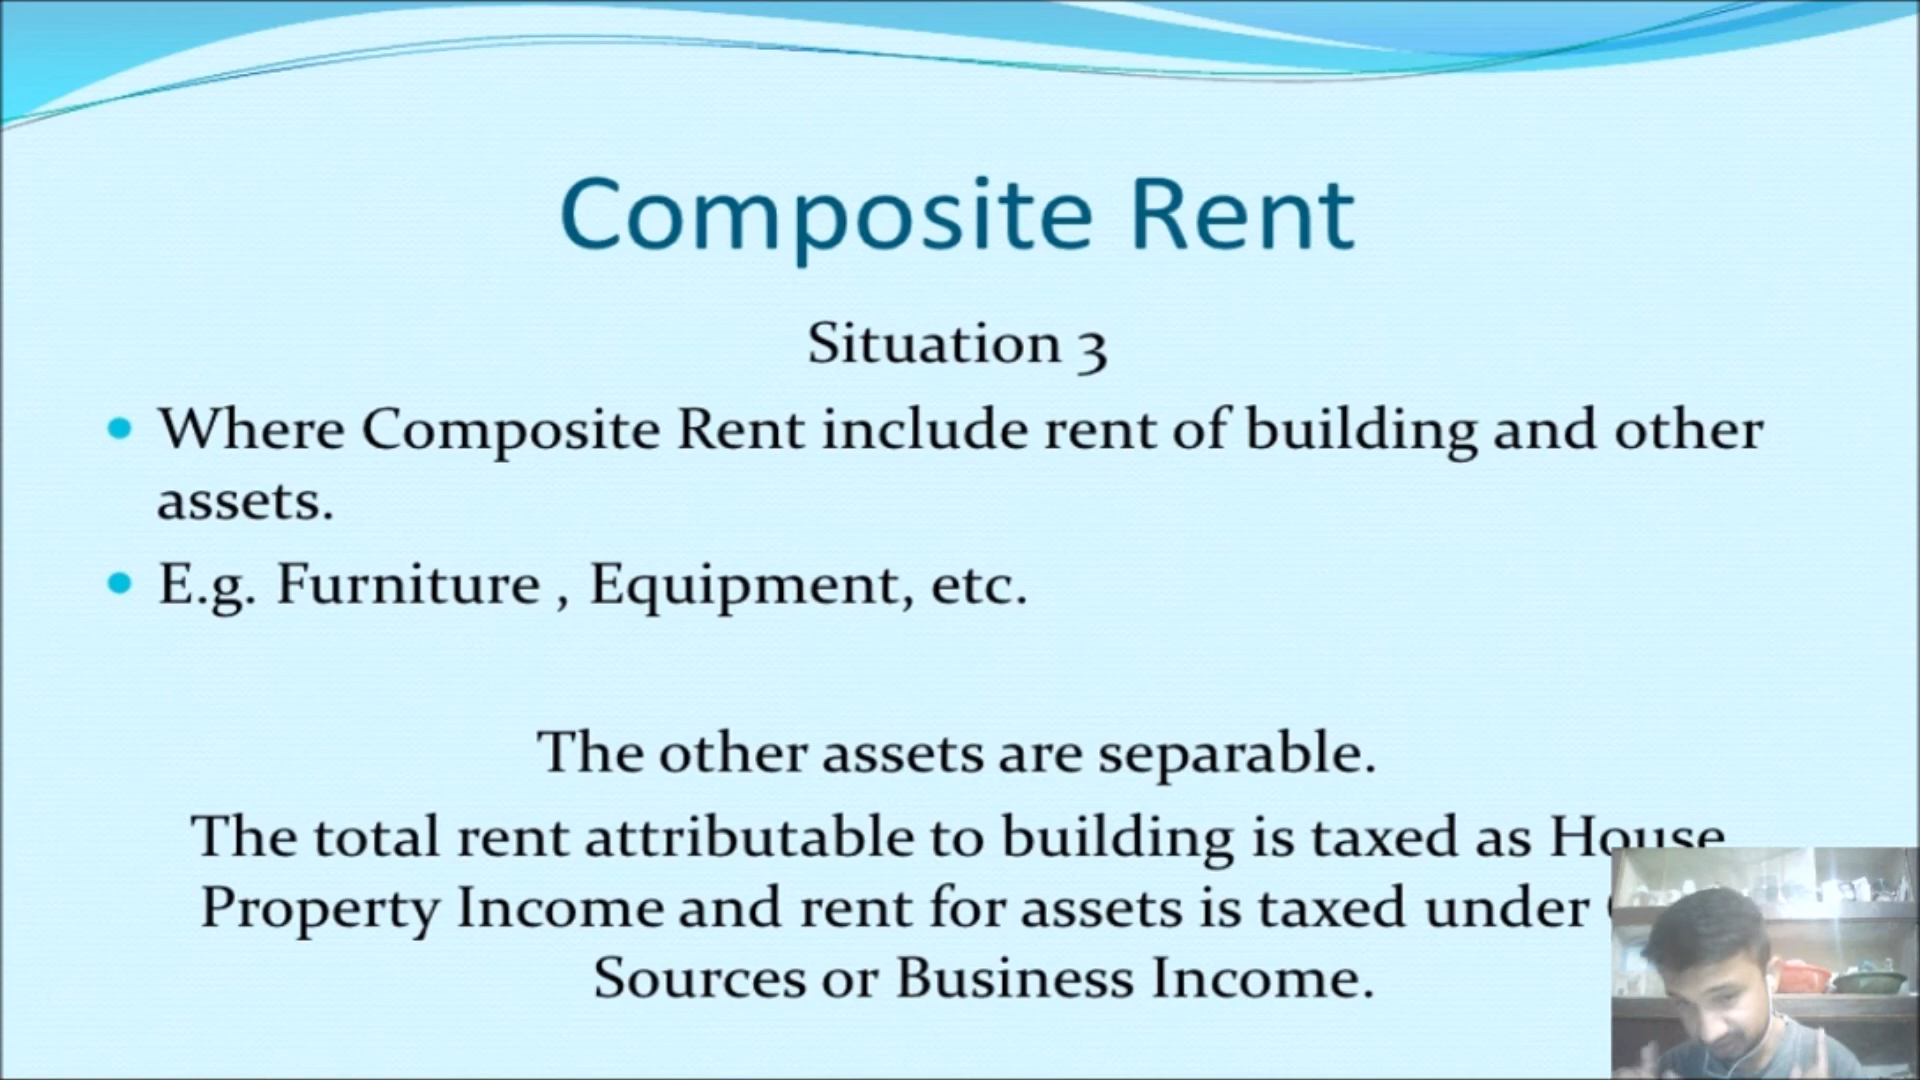 Composite Rent
Situation 3
• Where Composite Rent include rent of building and other
assets.
• E.g. Furniture , Equipment, etc.
The other assets are separable.
The total rent attributable to building is taxed as House
Property Income and rent for assets is taxed under
Sources or Business Income.